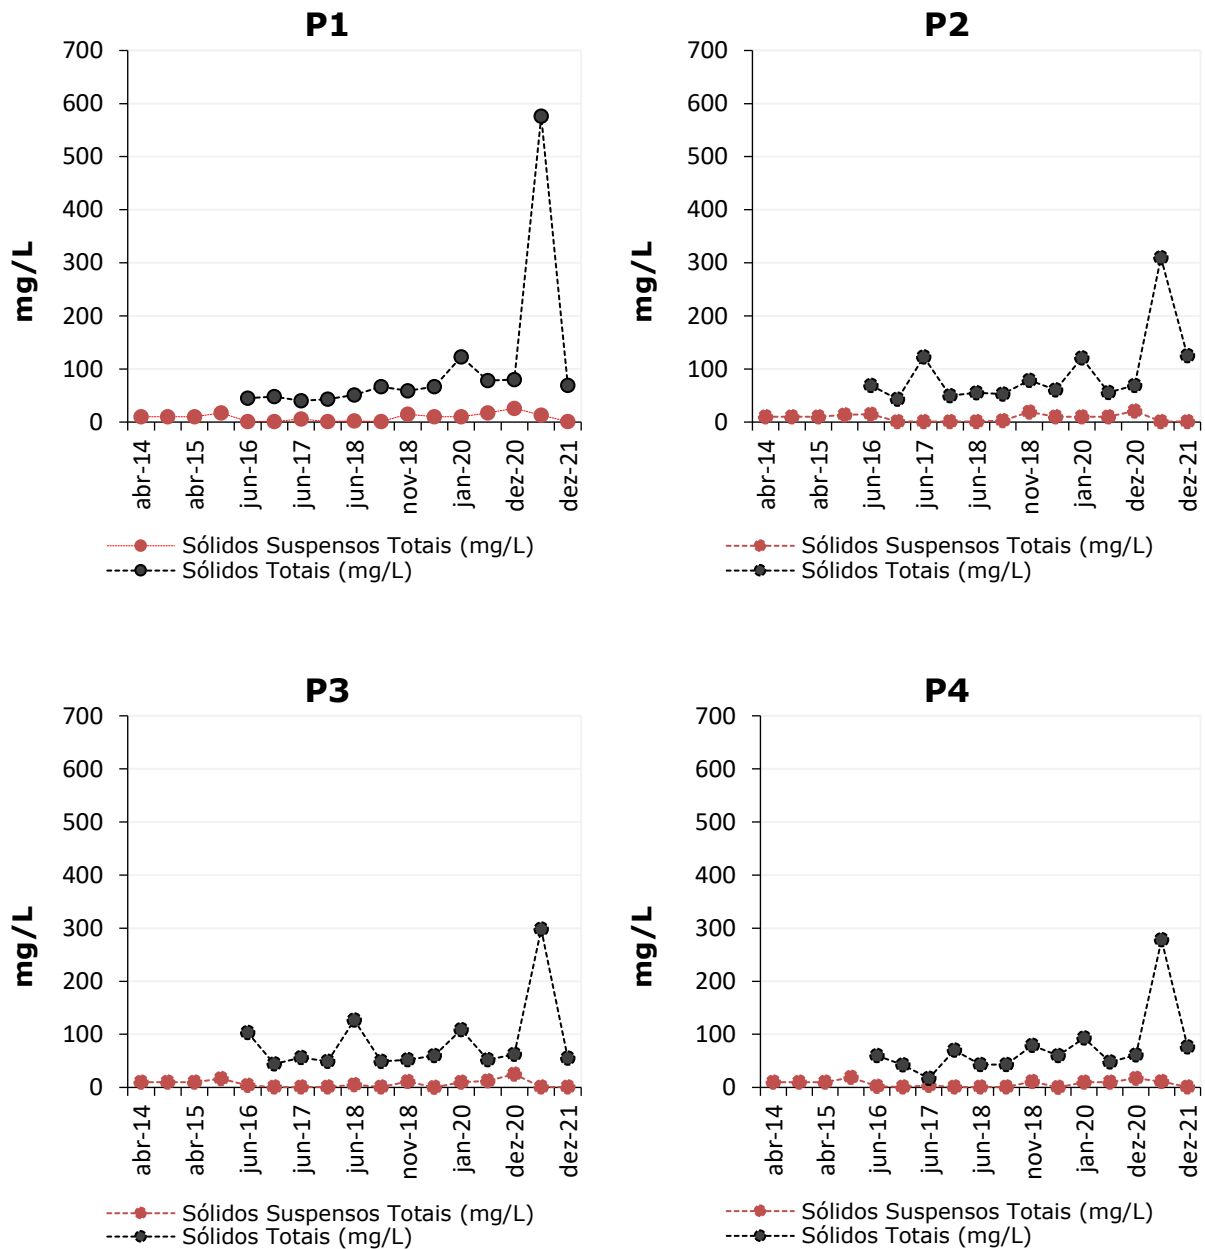 P1
700
600
500
400
300
200
100
0
mg/L
abr-14
abr-15
jun-16
jun-17
jun-18
nov-18
jan-20
dez-20
dez-21
Sólidos Suspensos Totais (mg/L)
Sólidos Totais (mg/L)
P2
700
600
500
400
300
200
100
0
mg/L
abr-14
abr-15
jun-16
jun-17
jun-18
nov-18
jan-20
dez-20
dez-21
Sólidos Suspensos Totais (mg/L)
Sólidos Totais (mg/L)
P3
700
600
500
400
300
200
100
0
mg/L
abr-14
abr-15
jun-16
jun-17
jun-18
nov-18
jan-20
dez-20
dez-21
Sólidos Suspensos Totais (mg/L)
Sólidos Totais (mg/L)
P4
700
600
500
400
300
200
100
0
mg/L
abr-14
abr-15
jun-16
jun-17
jun-18
nov-18
jan-20
dez-20
dez-21
Sólidos Suspensos Totais (mg/L)
Sólidos Totais (mg/L)